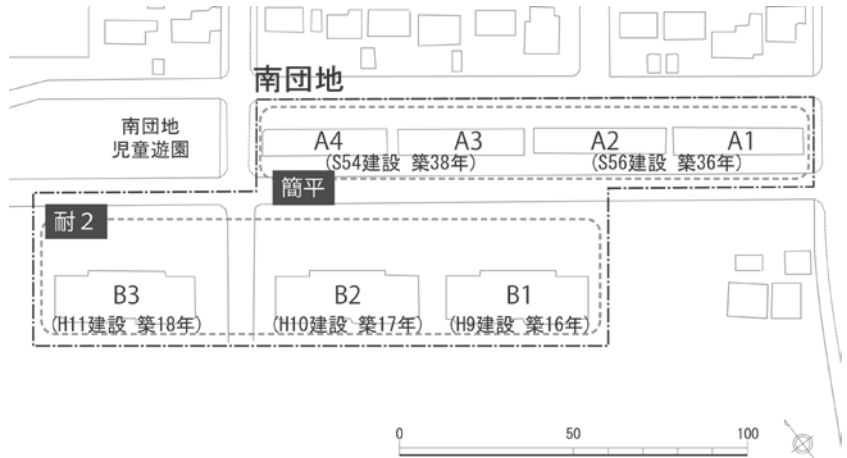 南団地
南団地
児童遊園
A4
A3
A2
A1
(S54建設 築38年)
(S56建設 築36年)
簡平
耐2
B3
B2
B1
(H11建設 築18年)
(H10建設 築17年)
(H9建設 築16年)
0
50
100